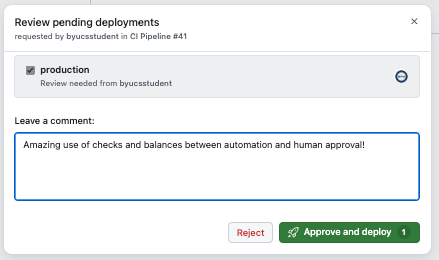 Review pending deployments
requested by byucsstudent in CI Pipeline #41
production
Review needed from byucsstudent
Leave a comment:
Amazing use of checks and balances between automation and human approval!
Reject
Approve and deploy 1